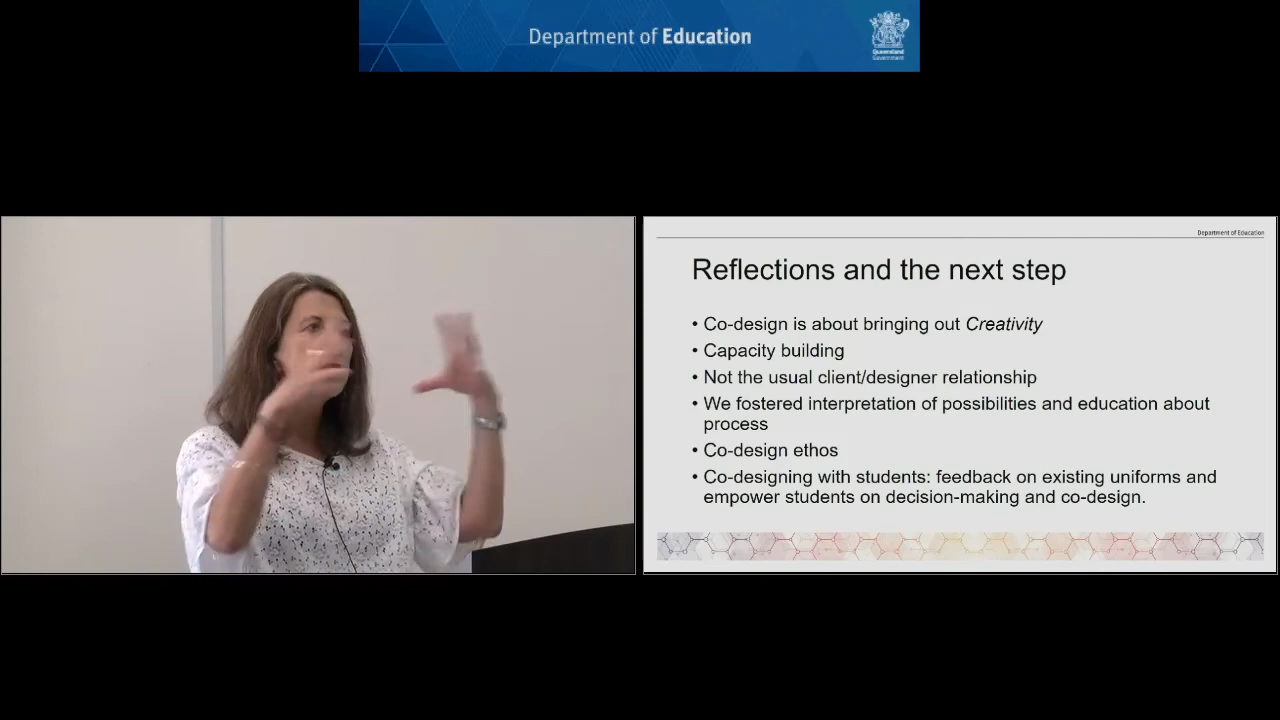 Department of Education
Queensland
Government
Department of Education
Reflections and the next step
• Co-design is about bringing out Creativity
• Capacity building
• Not the usual client/designer relationship
• We fostered interpretation of possibilities and education about
process
• Co-design ethos
• Co-designing with students: feedback on existing uniforms and
empower students on decision-making and co-design.